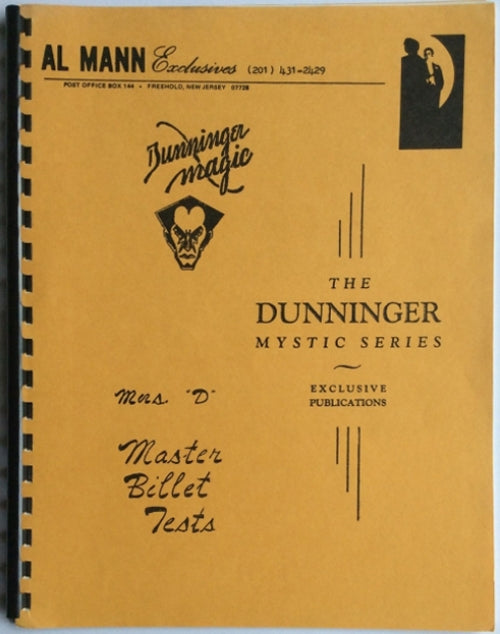 AL MANN Exclusives (201) 431-2429
POST OFFICE BOX 144 • FREEHOLD, NEW JERSEY 07728
Dunninger
magic
THE
DUNNINGER
MYSTIC SERIES
EXCLUSIVE
PUBLICATIONS
Mrs. "D"
Master
Billet
Tests